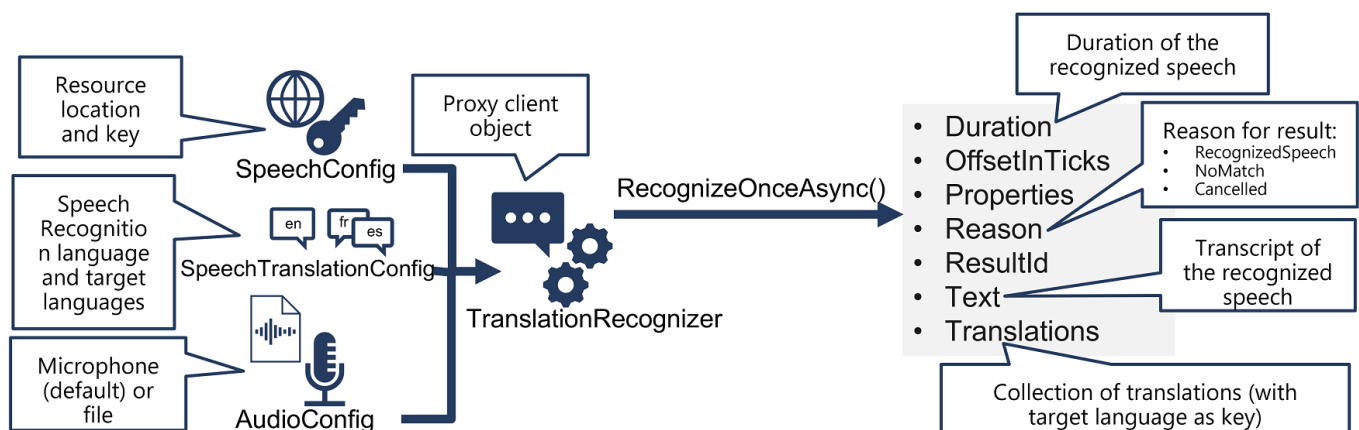 Resource
location
and key
SpeechConfig
Speech
Recognitio
n language
and target
languages
en
fr
es
SpeechTranslationConfig
Microphone
(default) or
file
AudioConfig
Proxy client
object
TranslationRecognizer
RecognizeOnceAsync()
• Duration
• OffsetInTicks
• Properties
• Reason
• ResultId
• Text
• Translations
Duration of the
recognized speech
Reason for result:
• RecognizedSpeech
• NoMatch
• Cancelled
Transcript of
the recognized
speech
Collection of translations (with
target language as key)